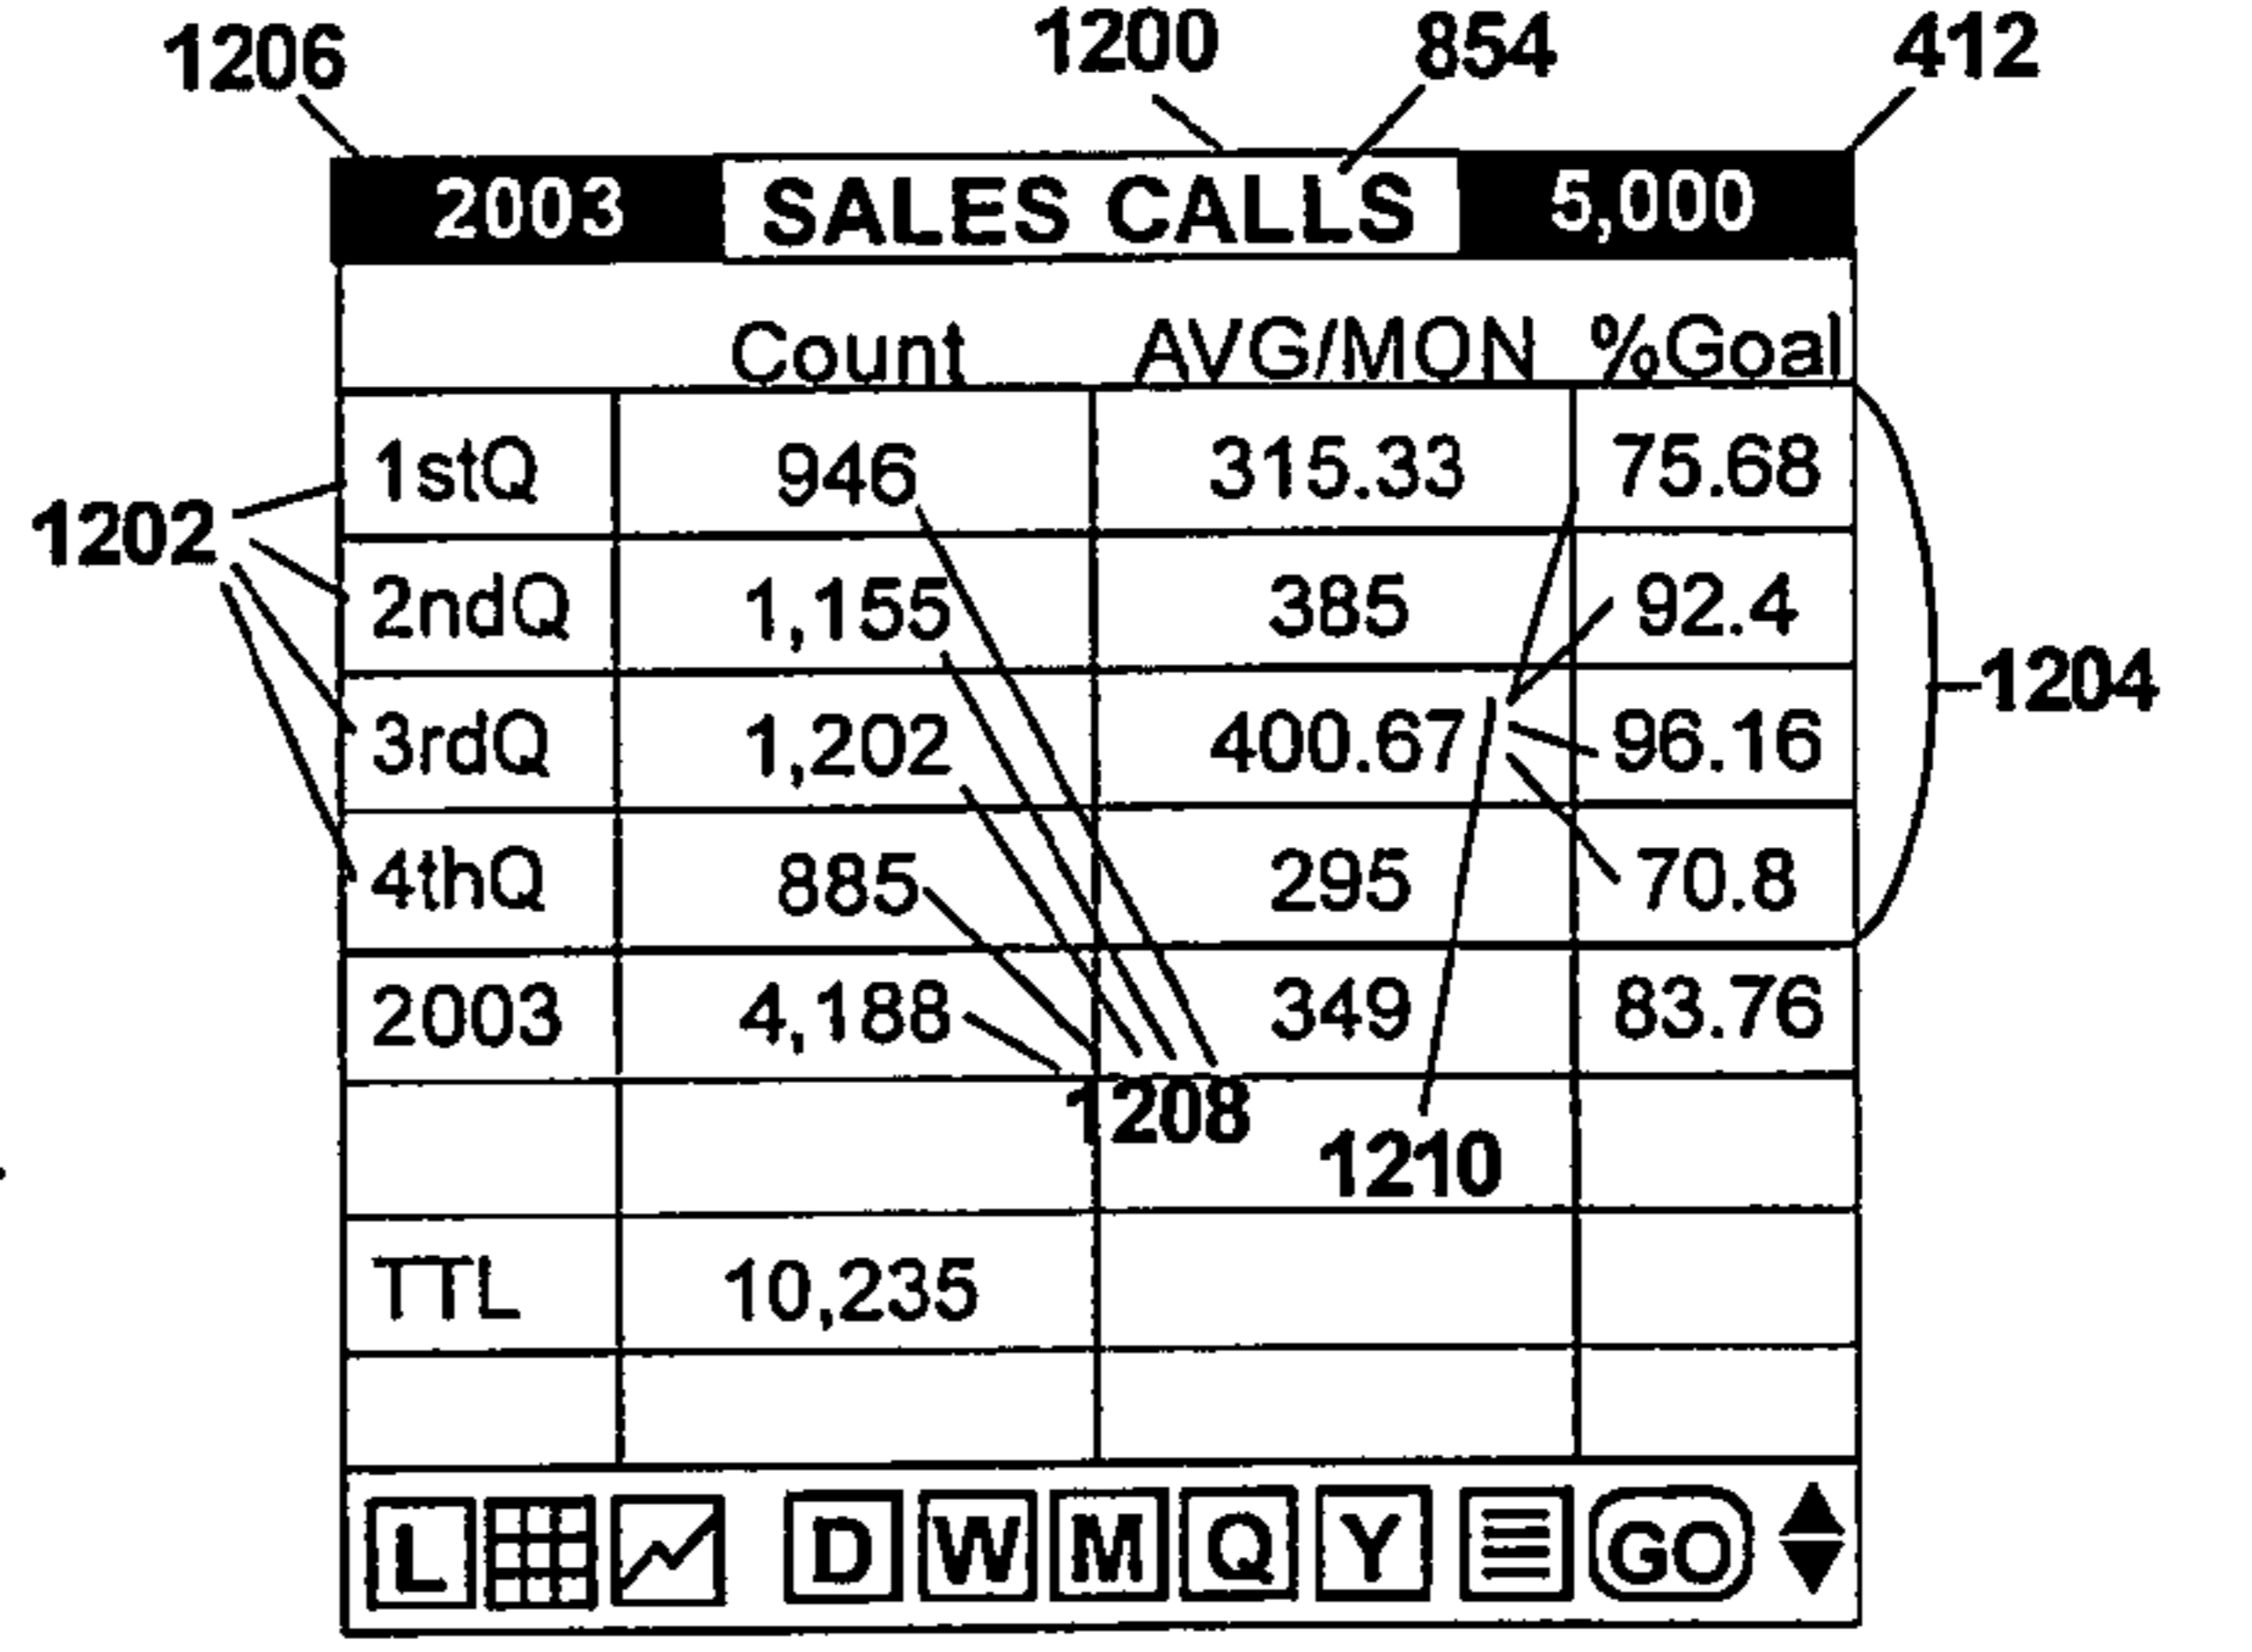 1206 1200 854 412
2003 SALES CALLS 5,000
Count AVG/MON %Goal
1stQ 946 315.33 75.68
1202
2ndQ 1,155 385 92.4
1204
3rdQ 1,202 400.67 96.16
4thQ 885 295 70.8
2003 4,188 349 83.76
1208
1210
TTL 10,235
L D W M Q Y GO